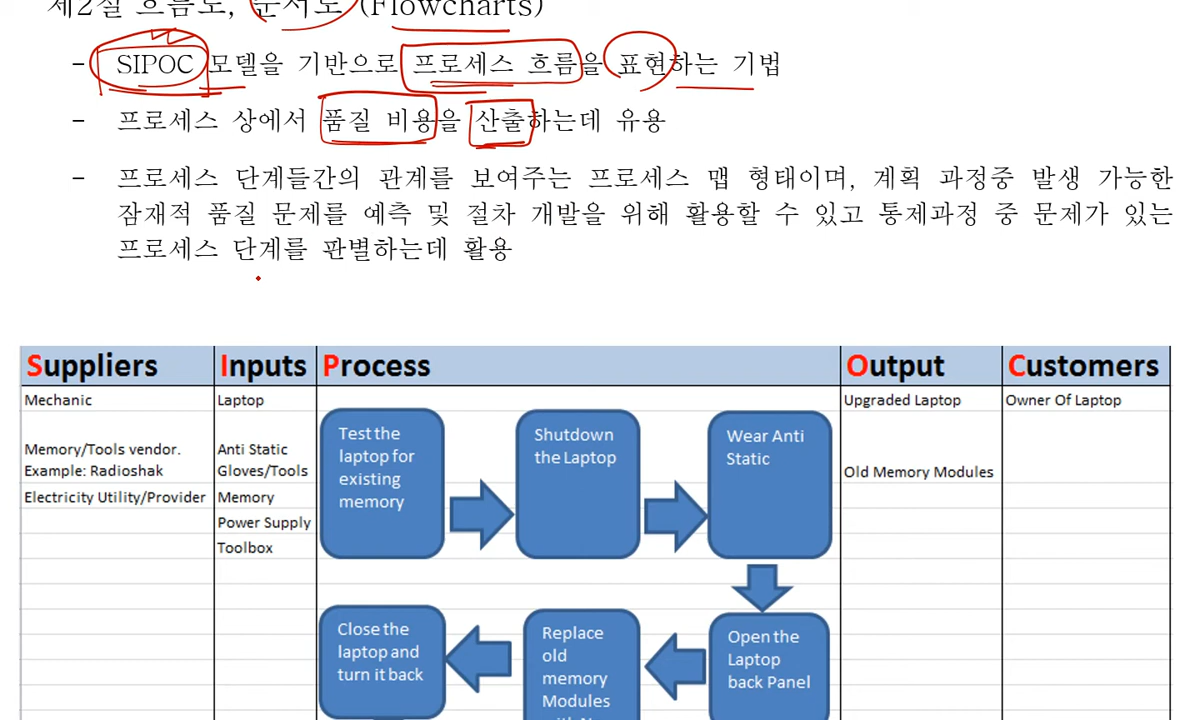 제2절 흐름도, 순서도 (Flowcharts)
- SIPOC 모델을 기반으로 프로세스 흐름을 표현하는 기법
- 프로세스 상에서 품질 비용을 산출하는데 유용
- 프로세스 단계들간의 관계를 보여주는 프로세스 맵 형태이며, 계획 과정중 발생 가능한
잠재적 품질 문제를 예측 및 절차 개발을 위해 활용할 수 있고 통제과정 중 문제가 있는
프로세스 단계를 판별하는데 활용
Suppliers Inputs Process Output Customers
Mechanic
Memory/Tools vendor.
Example: Radioshak
Electricity Utility/Provider
Laptop
Anti Static
Gloves/Tools
Memory
Power Supply
Toolbox
Test the
laptop for
existing
memory
Shutdown
the Laptop
Wear Anti
Static
Open the
Laptop
back Panel
Replace
old
memory
Modules
Close the
laptop and
turn it back
Upgraded Laptop
Old Memory Modules
Owner Of Laptop